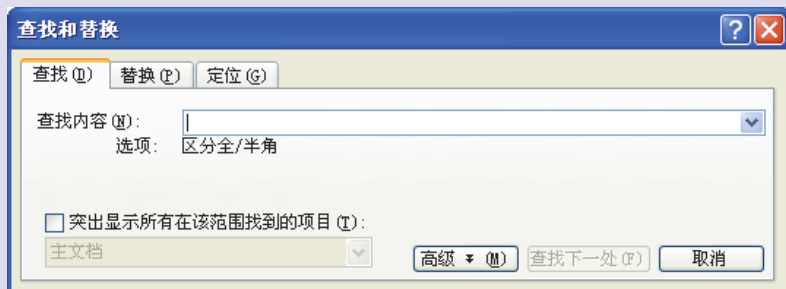 查找和替换
查找(D) 替换(P) 定位(G)
查找内容(N):
选项: 区分全/半角
突出显示所有在该范围找到的项目(T):
主文档
高级 (M) 查找下一处(F) 取消